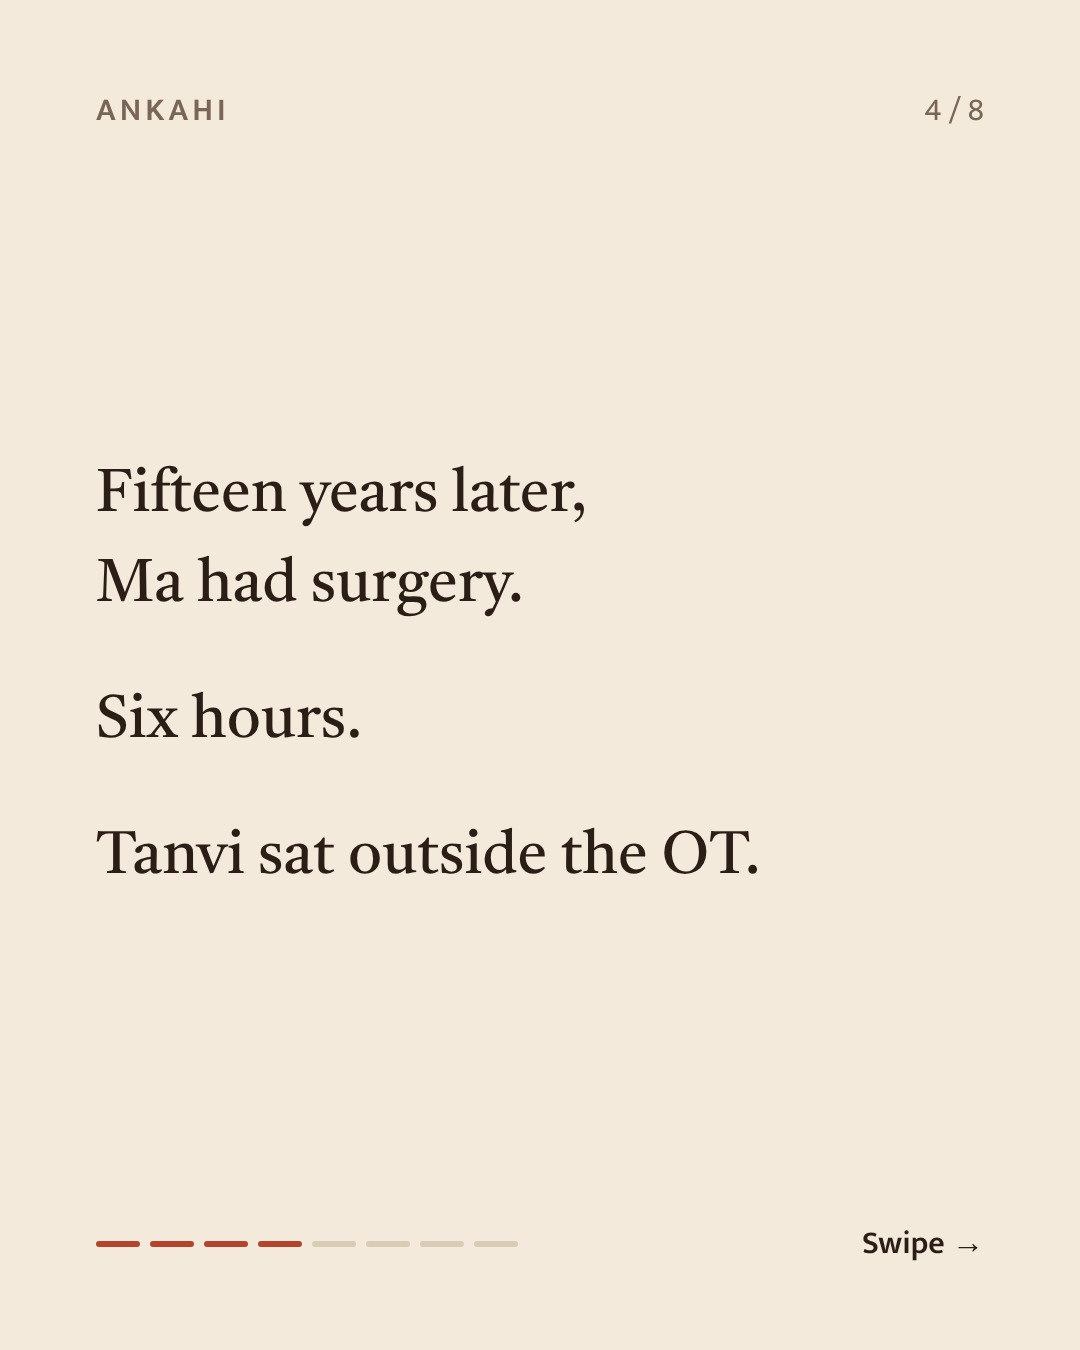 ANKAHI
4 / 8
Fifteen years later,
Ma had surgery.
Six hours.
Tanvi sat outside the OT.
Swipe →